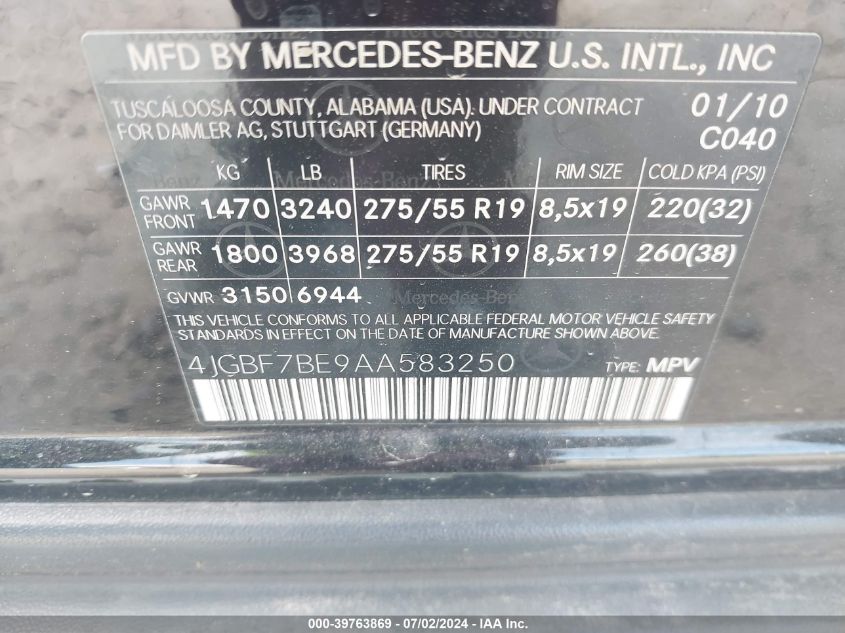 MFD BY MERCEDES-BENZ U.S. INTL., INC
TUSCALOOSA COUNTY, ALABAMA (USA). UNDER CONTRACT 01/10
FOR DAIMLER AG, STUTTGART (GERMANY) C040
KG LB TIRES RIM SIZE COLD KPA (PSI)
GAWR FRONT 1470 3240 275/55 R19 8,5x19 220(32)
GAWR REAR 1800 3968 275/55 R19 8,5x19 260(38)
GVWR 3150 6944
THIS VEHICLE CONFORMS TO ALL APPLICABLE FEDERAL MOTOR VEHICLE SAFETY
STANDARDS IN EFFECT ON THE DATE OF MANUFACTURE SHOWN ABOVE.
4JGBF7BE9AA583250 TYPE: MPV
000-39763869 - 07/02/2024 - IAA Inc.